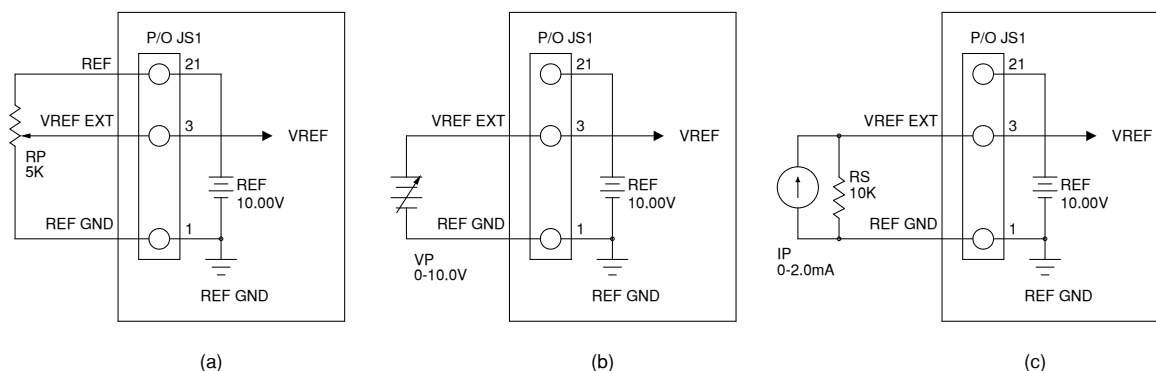 P/O JS1
REF
21
VREF EXT
3
VREF
RP
5K
REF
10.00V
REF GND
1
REF GND
(a)
P/O JS1
21
VREF EXT
3
VREF
REF
10.00V
REF GND
1
VP
0-10.0V
REF GND
(b)
P/O JS1
21
VREF EXT
3
VREF
RS
10K
REF
10.00V
REF GND
1
IP
0-2.0mA
REF GND
(c)